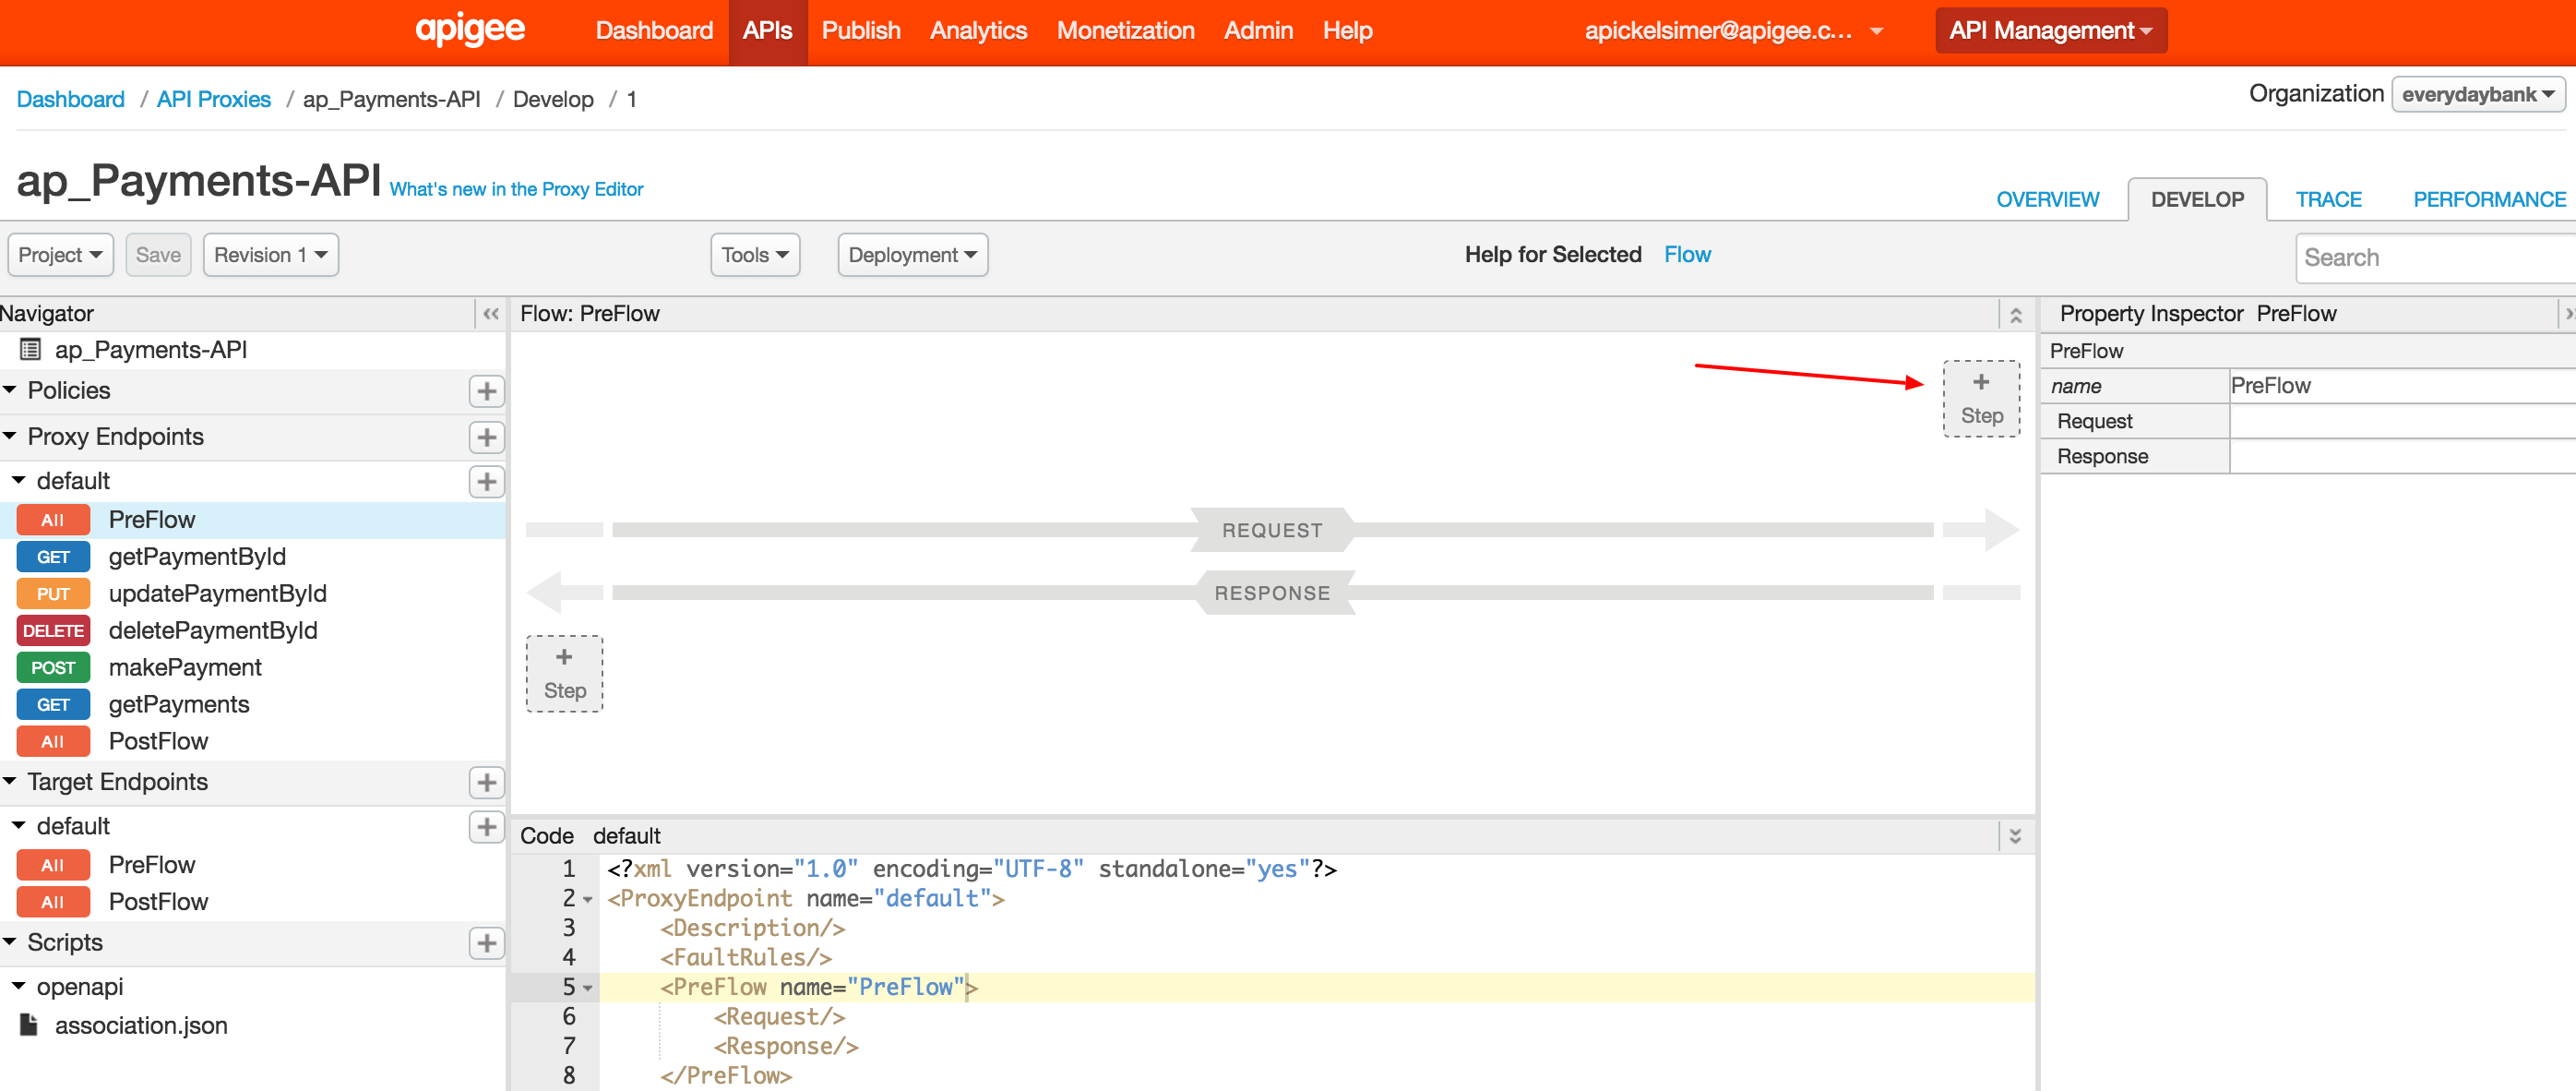 apigee Dashboard APIs Publish Analytics Monetization Admin Help apickelsimer@apigee.c... API Management
Dashboard / API Proxies / ap_Payments-API / Develop / 1 Organization everydaybank
ap_Payments-API What's new in the Proxy Editor OVERVIEW DEVELOP TRACE PERFORMANCE
Project Save Revision 1 Tools Deployment Help for Selected Flow Search
Navigator
ap_Payments-API
Policies
Proxy Endpoints
default
All PreFlow
GET getPaymentById
PUT updatePaymentById
DELETE deletePaymentById
POST makePayment
GET getPayments
All PostFlow
Target Endpoints
default
All PreFlow
All PostFlow
Scripts
openapi
association.json
Flow: PreFlow
+
Step
REQUEST
RESPONSE
+
Step
Code default
1 <?xml version="1.0" encoding="UTF-8" standalone="yes"?>
2 <ProxyEndpoint name="default">
3 <Description/>
4 <FaultRules/>
5 <PreFlow name="PreFlow">
6 <Request/>
7 <Response/>
8 </PreFlow>
Property Inspector PreFlow
PreFlow
name PreFlow
Request
Response